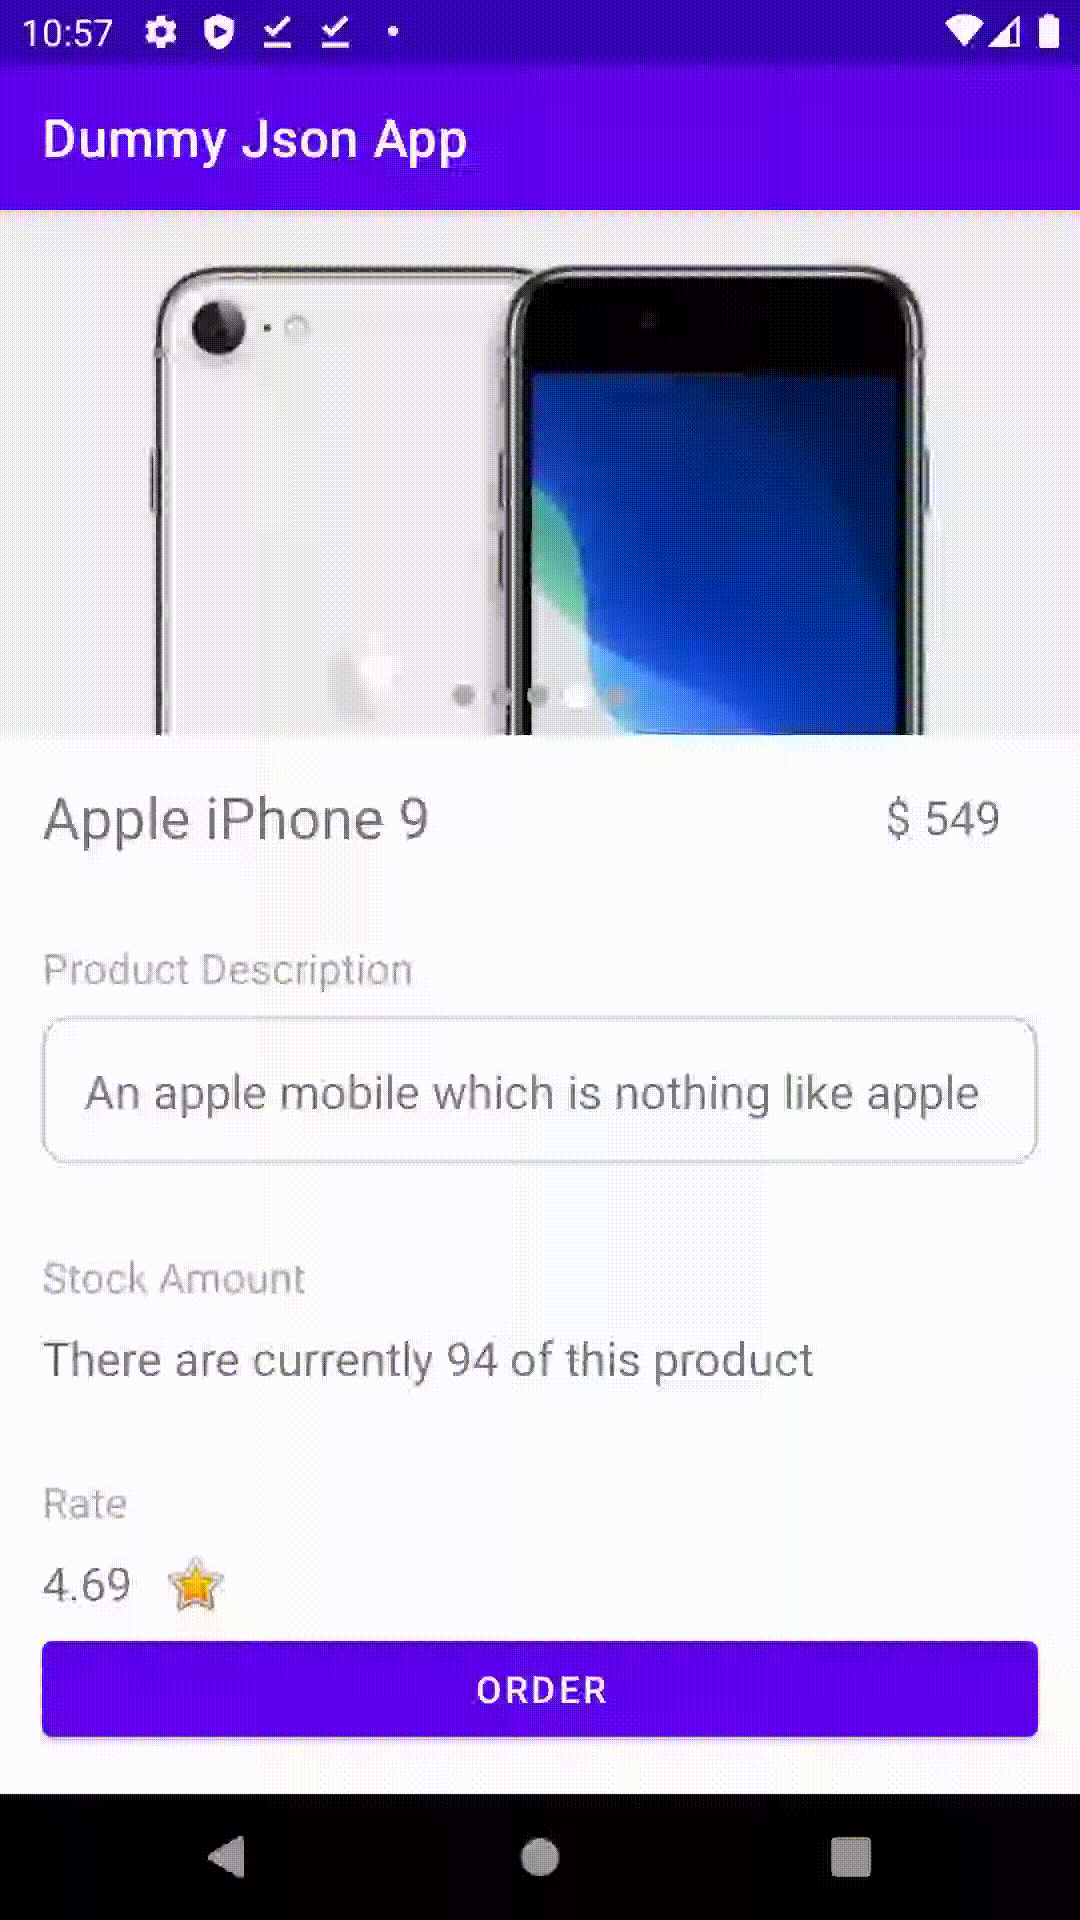 10:57
Dummy Json App
Apple iPhone 9
$ 549
Product Description
An apple mobile which is nothing like apple
Stock Amount
There are currently 94 of this product
Rate
4.69
ORDER